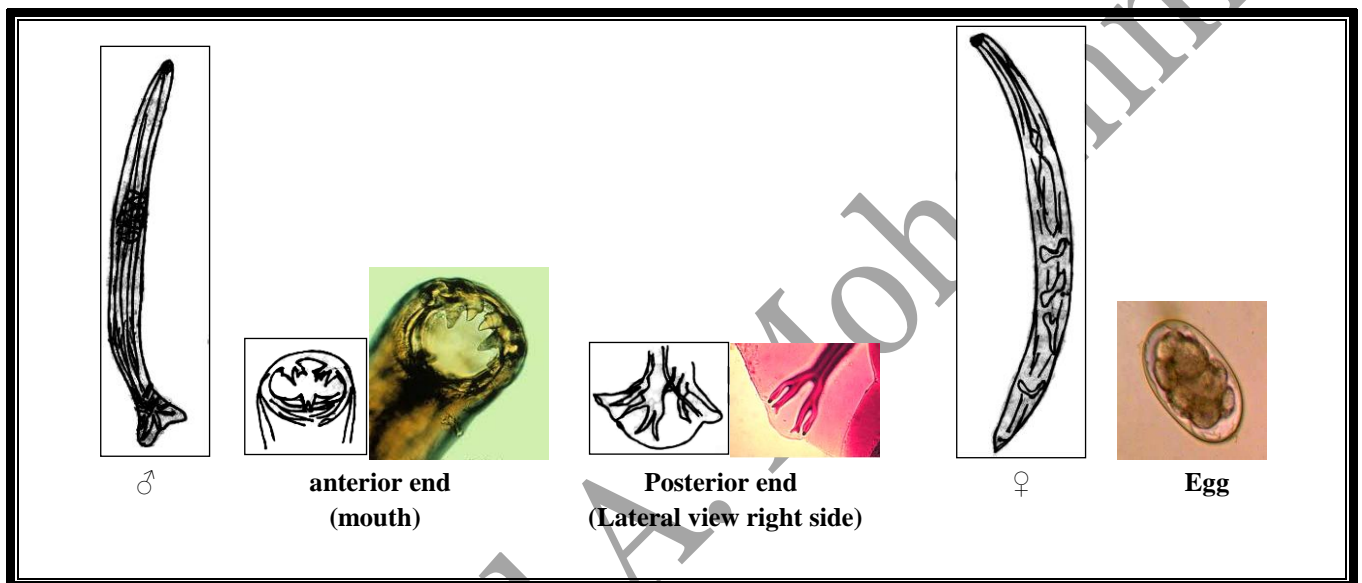 ♂
anterior end
(mouth)
Posterior end
(Lateral view right side)
♀
Egg